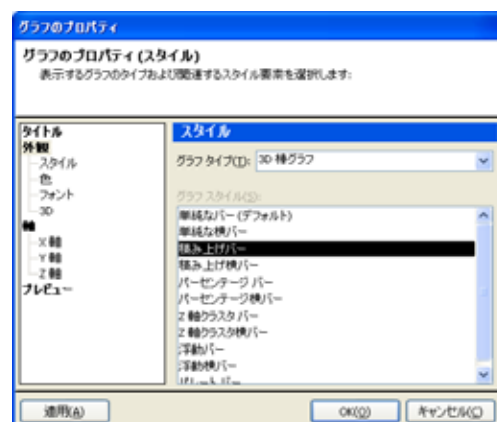 グラフのプロパティ
グラフのプロパティ (スタイル)
表示するグラフのタイプおよび関連するスタイル要素を選択します:
タイトル
外観
スタイル
色
フォント
3D
軸
X 軸
Y 軸
Z 軸
プレビュー
スタイル
グラフ タイプ(T): 3D 棒グラフ
グラフ スタイル(S):
単純なバー (デフォルト)
単純な横バー
積み上げバー
積み上げ横バー
パーセンテージ バー
パーセンテージ横バー
Z 軸クラスタ バー
Z 軸クラスタ横バー
浮動バー
浮動横バー
パレート バー
適用(A)
OK(O)
キャンセル(C)